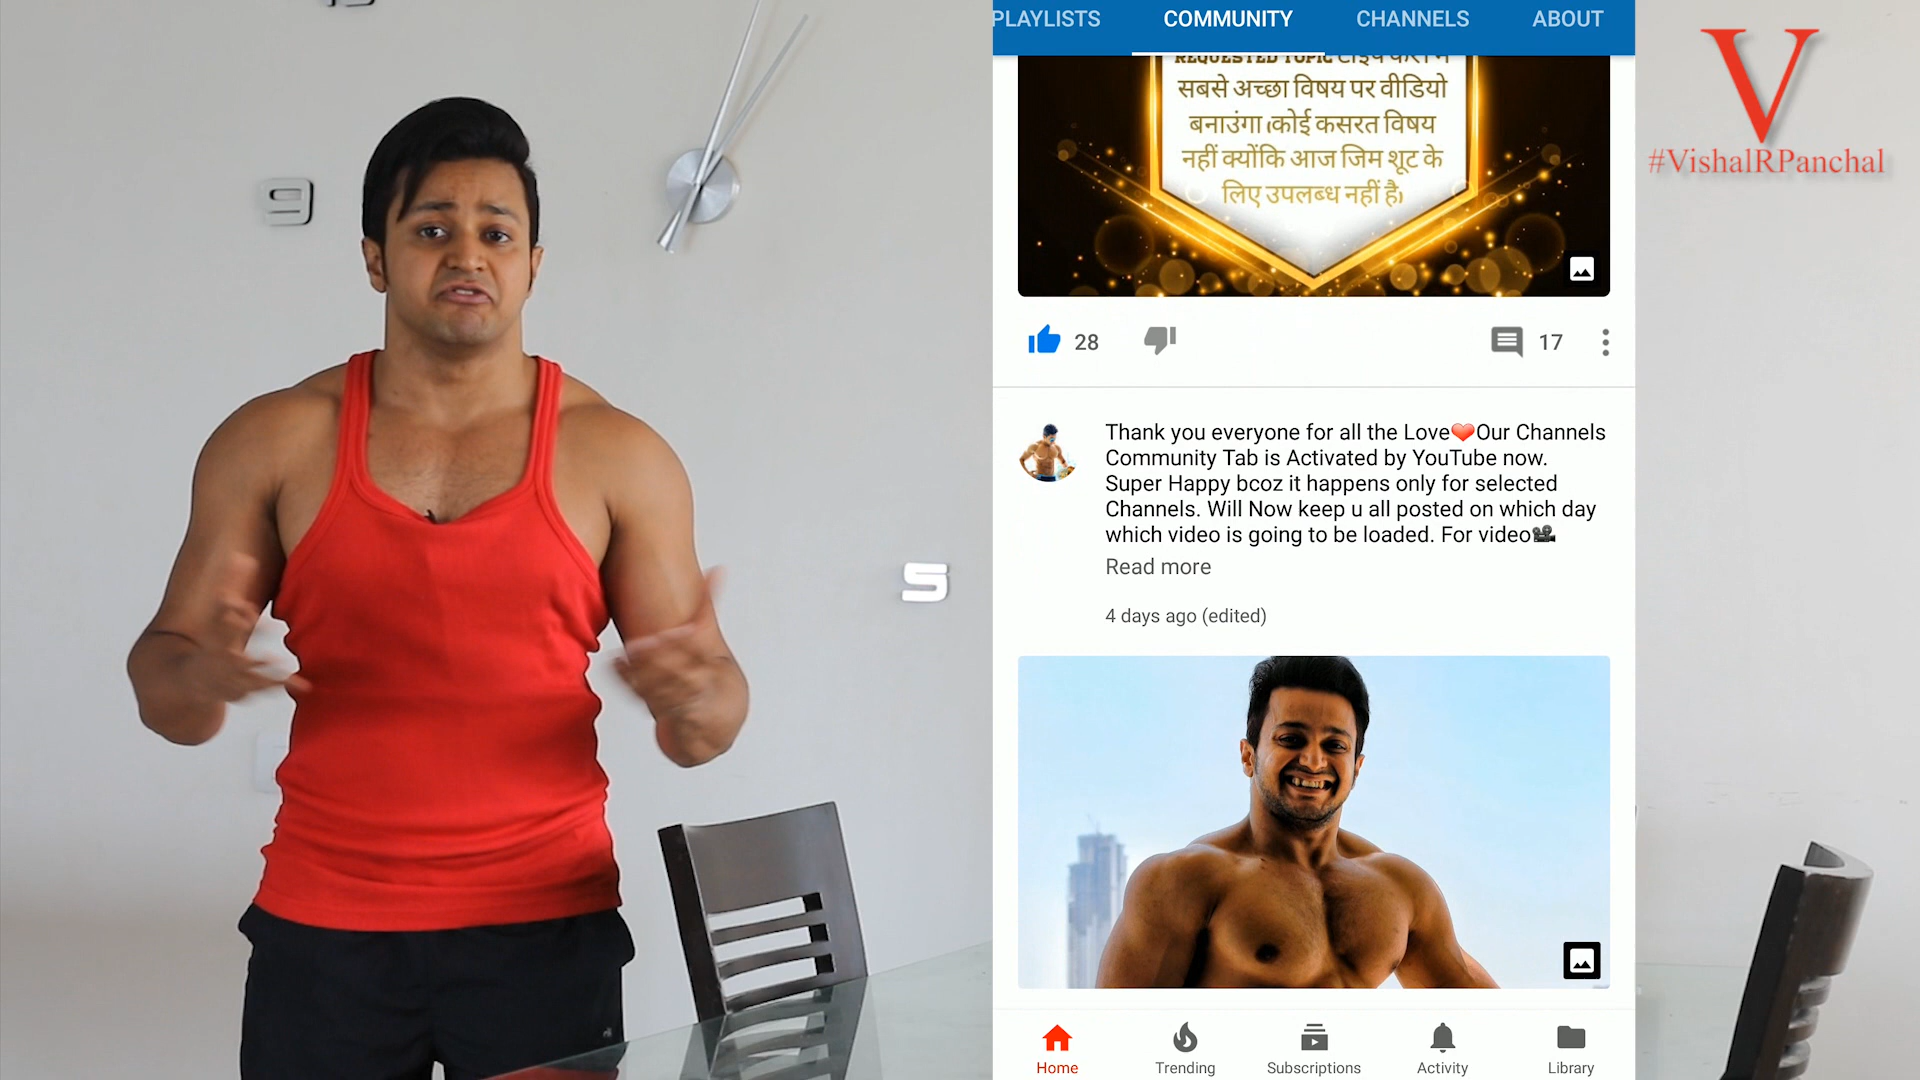 9
S
PLAYLISTS
COMMUNITY
CHANNELS
ABOUT
REQUESTED TOPIC
सबसे अच्छा विषय पर वीडियो
बनाउंगा।कोई कसरत विषय
नहीं क्योंकि आज जिम शूट के
लिए उपलब्ध नहीं है।
28
17
Thank you everyone for all the Love❤Our Channels
Community Tab is Activated by YouTube now.
Super Happy bcoz it happens only for selected
Channels. Will Now keep u all posted on which day
which video is going to be loaded. For video🎥
Read more
4 days ago (edited)
Home
Trending
Subscriptions
Activity
Library
V
#VishalRPanchal